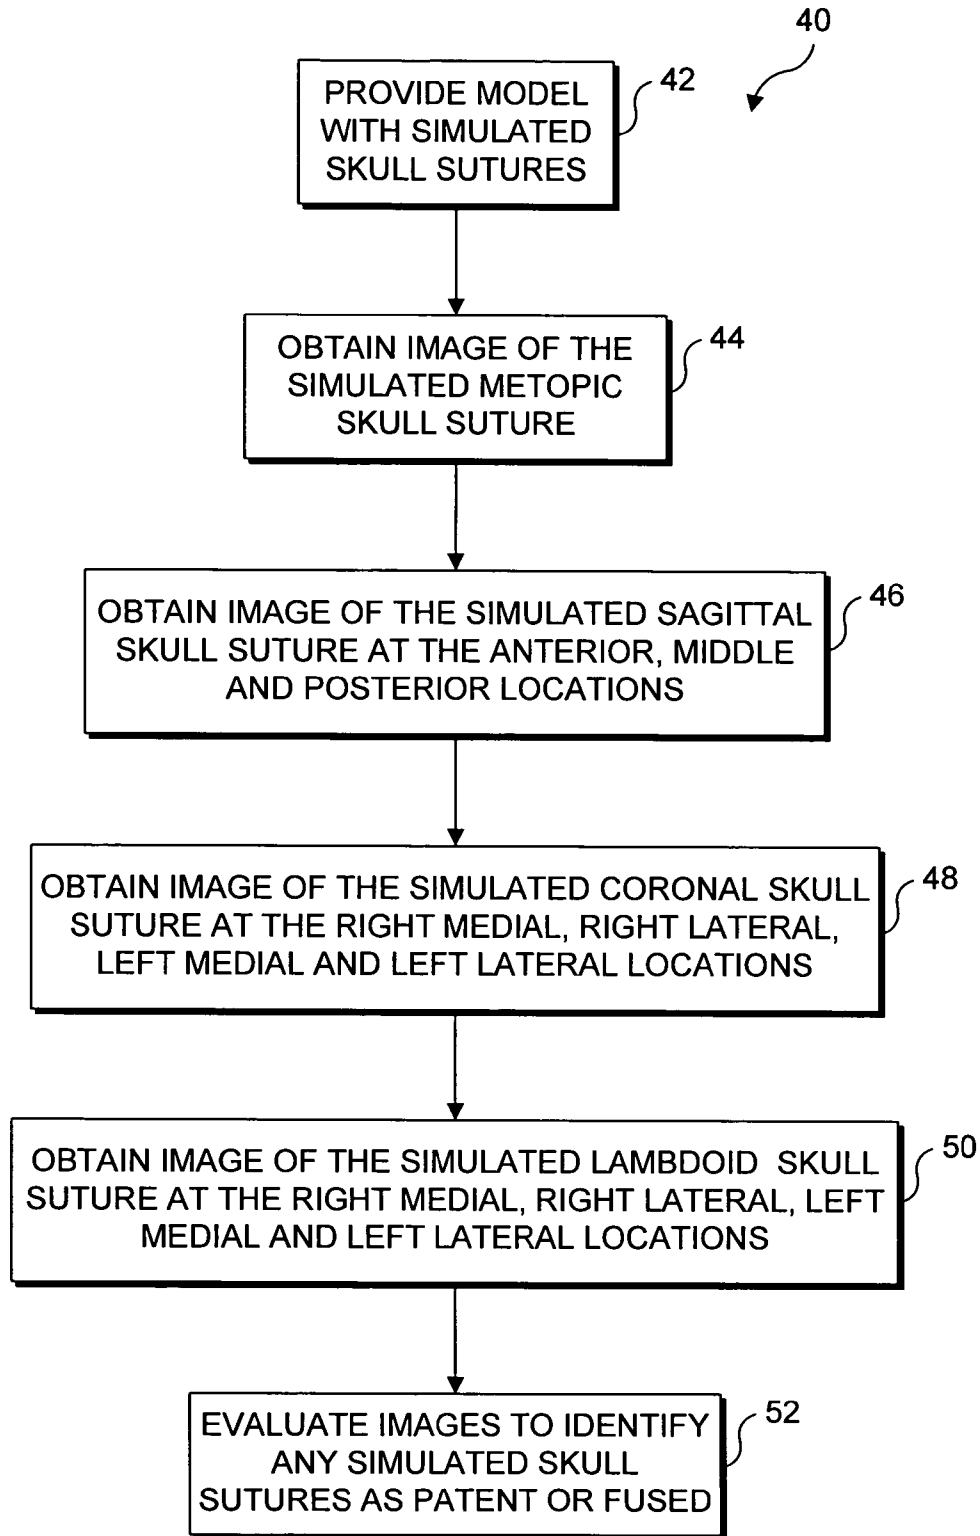 40
PROVIDE MODEL
WITH SIMULATED
SKULL SUTURES
42
OBTAIN IMAGE OF THE
SIMULATED METOPIC
SKULL SUTURE
44
OBTAIN IMAGE OF THE SIMULATED SAGITTAL
SKULL SUTURE AT THE ANTERIOR, MIDDLE
AND POSTERIOR LOCATIONS
46
OBTAIN IMAGE OF THE SIMULATED CORONAL SKULL
SUTURE AT THE RIGHT MEDIAL, RIGHT LATERAL,
LEFT MEDIAL AND LEFT LATERAL LOCATIONS
48
OBTAIN IMAGE OF THE SIMULATED LAMBDOID SKULL
SUTURE AT THE RIGHT MEDIAL, RIGHT LATERAL, LEFT
MEDIAL AND LEFT LATERAL LOCATIONS
50
EVALUATE IMAGES TO IDENTIFY
ANY SIMULATED SKULL
SUTURES AS PATENT OR FUSED
52